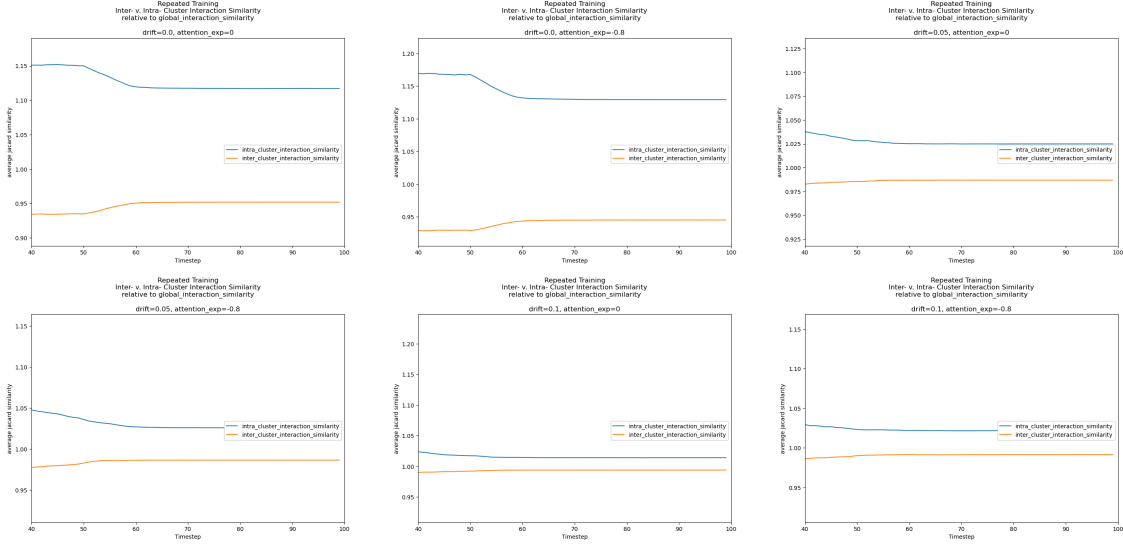 Repeated Training
Inter- v. Intra- Cluster Interaction Similarity
relative to global_interaction_similarity
drift=0.0, attention_exp=0
average jacard similarity
1.15
1.10
1.05
1.00
0.95
0.90
intra_cluster_interaction_similarity
inter_cluster_interaction_similarity
40 50 60 70 80 90 100
Timestep
Repeated Training
Inter- v. Intra- Cluster Interaction Similarity
relative to global_interaction_similarity
drift=0.0, attention_exp=-0.8
average jacard similarity
1.20
1.15
1.10
1.05
1.00
0.95
intra_cluster_interaction_similarity
inter_cluster_interaction_similarity
40 50 60 70 80 90 100
Timestep
Repeated Training
Inter- v. Intra- Cluster Interaction Similarity
relative to global_interaction_similarity
drift=0.05, attention_exp=0
average jacard similarity
1.125
1.100
1.075
1.050
1.025
1.000
0.975
0.950
0.925
intra_cluster_interaction_similarity
inter_cluster_interaction_similarity
40 50 60 70 80 90 100
Timestep
Repeated Training
Inter- v. Intra- Cluster Interaction Similarity
relative to global_interaction_similarity
drift=0.05, attention_exp=-0.8
average jacard similarity
1.15
1.10
1.05
1.00
0.95
intra_cluster_interaction_similarity
inter_cluster_interaction_similarity
40 50 60 70 80 90 100
Timestep
Repeated Training
Inter- v. Intra- Cluster Interaction Similarity
relative to global_interaction_similarity
drift=0.1, attention_exp=0
average jacard similarity
1.20
1.15
1.10
1.05
1.00
0.95
intra_cluster_interaction_similarity
inter_cluster_interaction_similarity
40 50 60 70 80 90 100
Timestep
Repeated Training
Inter- v. Intra- Cluster Interaction Similarity
relative to global_interaction_similarity
drift=0.1, attention_exp=-0.8
average jacard similarity
1.15
1.10
1.05
1.00
0.95
intra_cluster_interaction_similarity
inter_cluster_interaction_similarity
40 50 60 70 80 90 100
Timestep